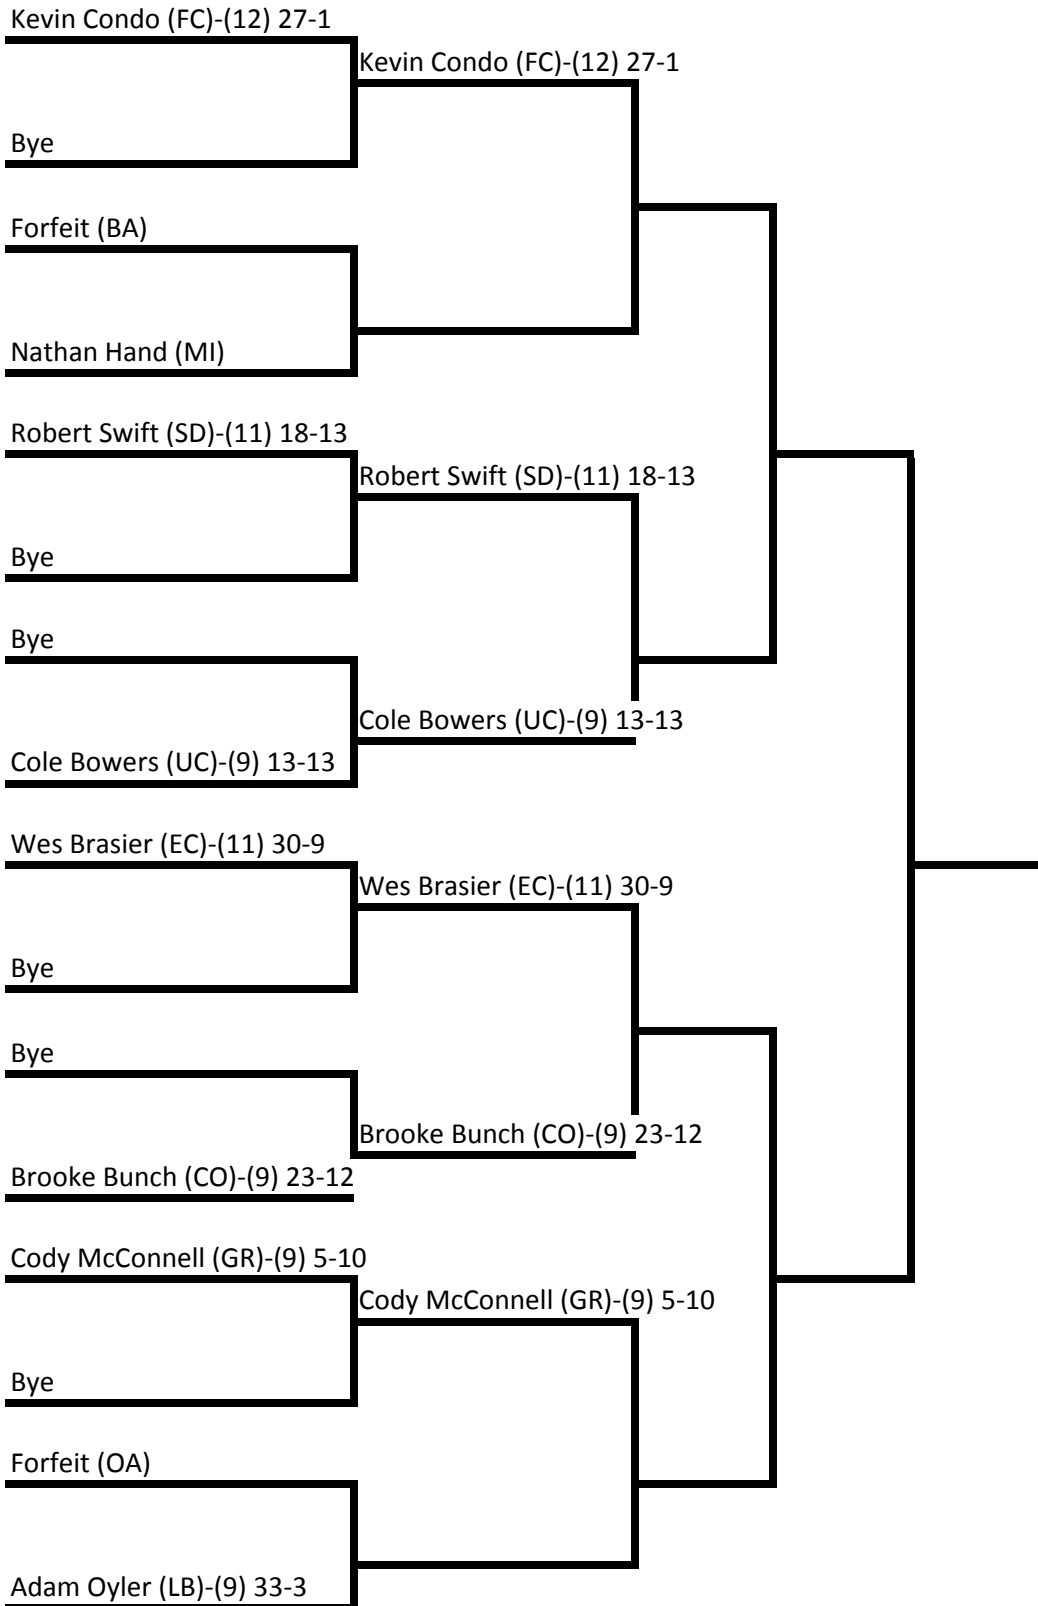 Kevin Condo (FC)-(12) 27-1
Kevin Condo (FC)-(12) 27-1
Bye
Forfeit (BA)
Nathan Hand (MI)
Robert Swift (SD)-(11) 18-13
Robert Swift (SD)-(11) 18-13
Bye
Bye
Cole Bowers (UC)-(9) 13-13
Cole Bowers (UC)-(9) 13-13
Wes Brasier (EC)-(11) 30-9
Wes Brasier (EC)-(11) 30-9
Bye
Bye
Brooke Bunch (CO)-(9) 23-12
Brooke Bunch (CO)-(9) 23-12
Cody McConnell (GR)-(9) 5-10
Cody McConnell (GR)-(9) 5-10
Bye
Forfeit (OA)
Adam Oyler (LB)-(9) 33-3